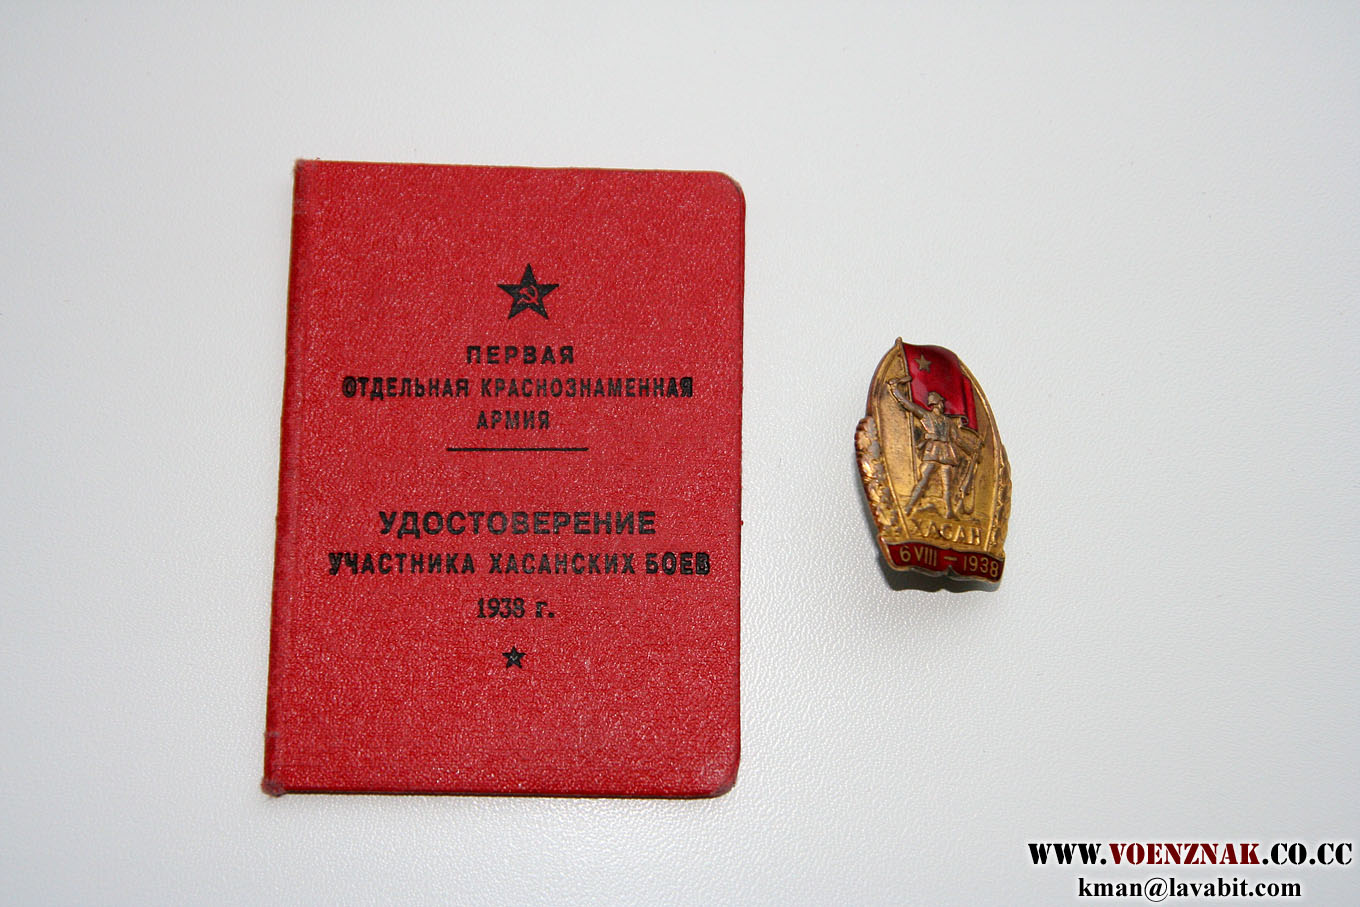 ПЕРВАЯ
ОТДЕЛЬНАЯ КРАСНОЗНАМЕННАЯ
АРМИЯ
УДОСТОВЕРЕНИЕ
УЧАСТНИКА ХАСАНСКИХ БОЕВ
1938 г.
ХАСАН
6 VIII – 1938
WWW.VOENZNAK.CO.CC
kman@lavabit.com